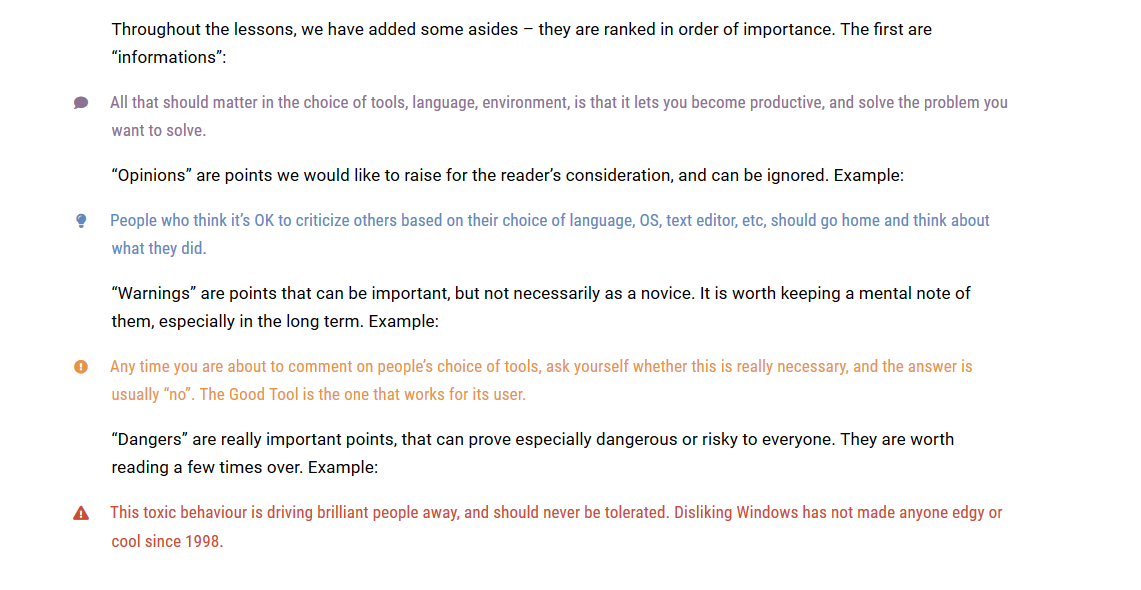 Throughout the lessons, we have added some asides – they are ranked in order of importance. The first are
“informations”:
All that should matter in the choice of tools, language, environment, is that it lets you become productive, and solve the problem you
want to solve.
“Opinions” are points we would like to raise for the reader’s consideration, and can be ignored. Example:
People who think it’s OK to criticize others based on their choice of language, OS, text editor, etc, should go home and think about
what they did.
“Warnings” are points that can be important, but not necessarily as a novice. It is worth keeping a mental note of
them, especially in the long term. Example:
Any time you are about to comment on people’s choice of tools, ask yourself whether this is really necessary, and the answer is
usually “no”. The Good Tool is the one that works for its user.
“Dangers” are really important points, that can prove especially dangerous or risky to everyone. They are worth
reading a few times over. Example:
This toxic behaviour is driving brilliant people away, and should never be tolerated. Disliking Windows has not made anyone edgy or
cool since 1998.